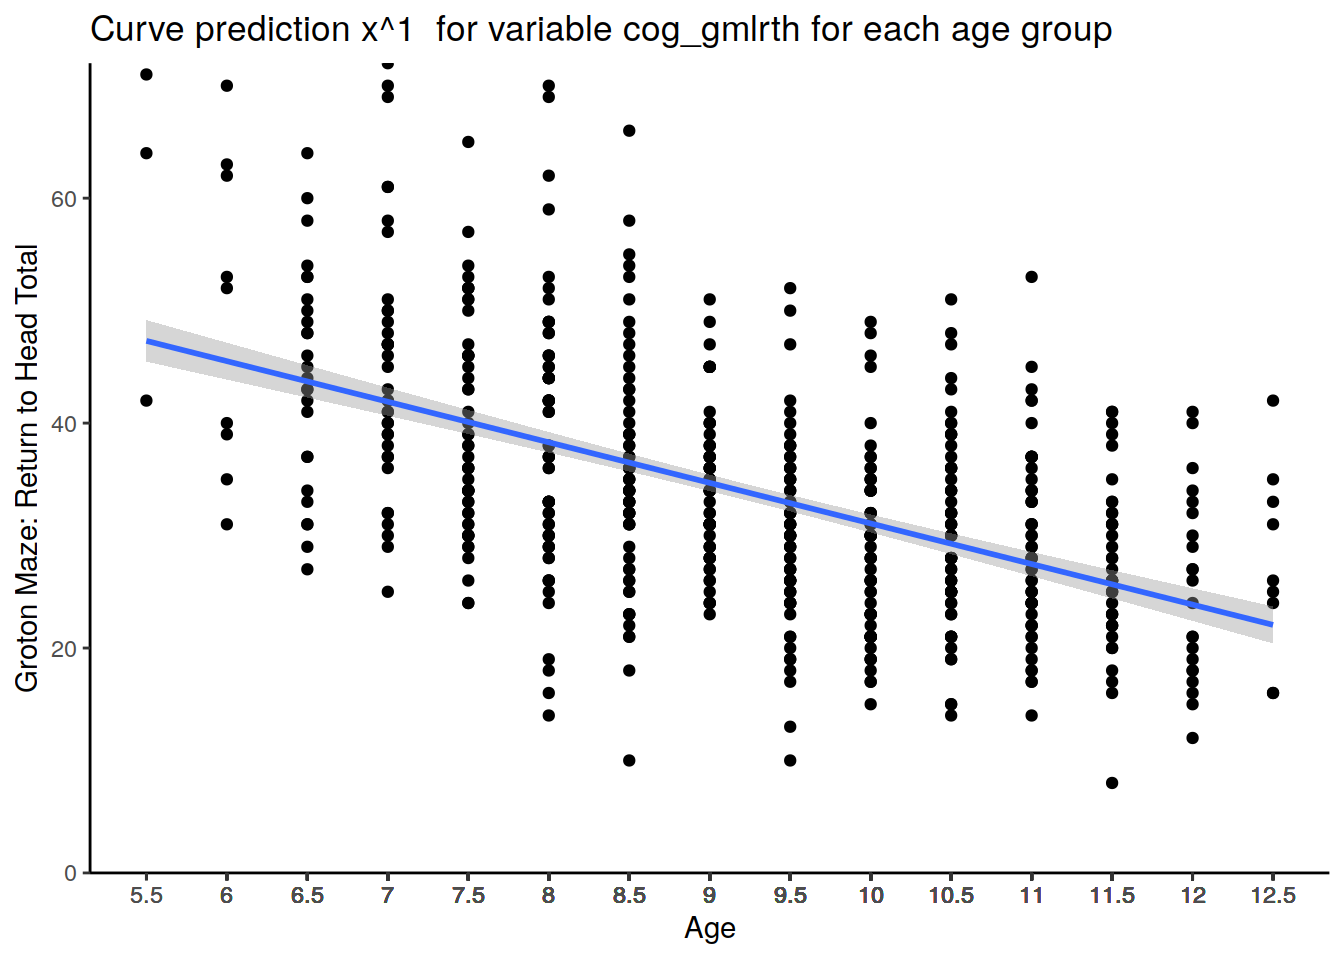 Curve prediction x^1  for variable cog_gmlrth for each age group
Groton Maze: Return to Head Total
60
40
20
0
5.5 6 6.5 7 7.5 8 8.5 9 9.5 10 10.5 11 11.5 12 12.5
Age